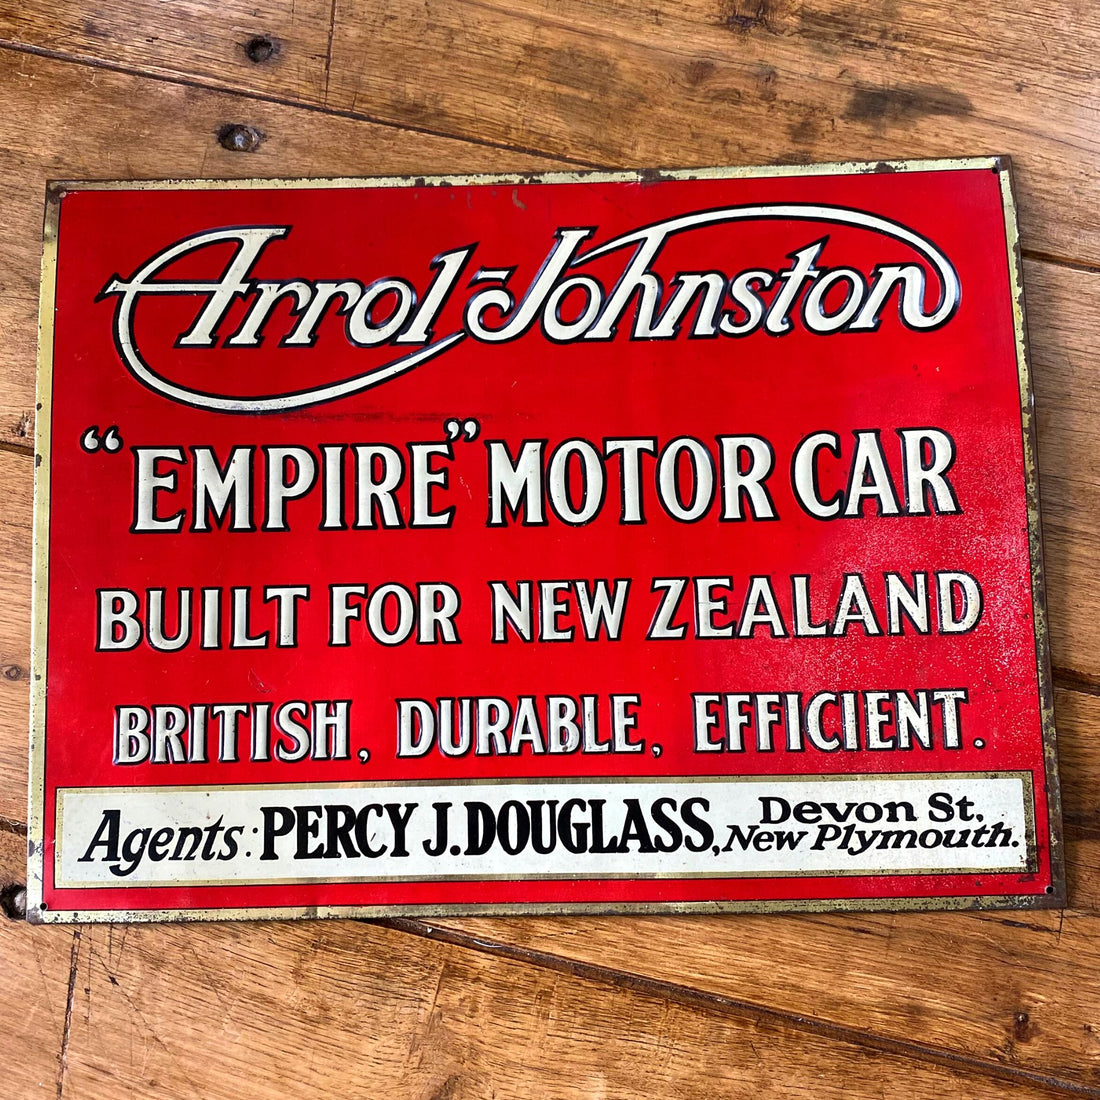 Arrol-Johnston
“EMPIRE” MOTOR CAR
BUILT FOR NEW ZEALAND
BRITISH, DURABLE, EFFICIENT.
Agents: PERCY J. DOUGLASS, Devon St,
New Plymouth.